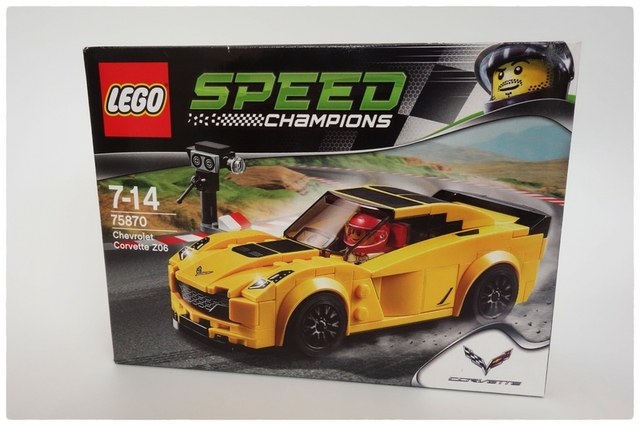 LEGO
SPEED
CHAMPIONS
7-14
75870
Chevrolet
Corvette Z06
CORVETTE